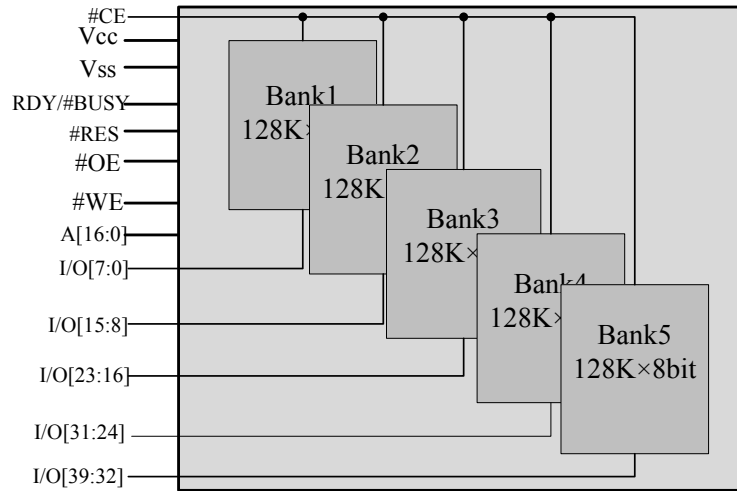 #CE
Vcc
Vss
RDY/#BUSY
#RES
#OE
#WE
A[16:0]
I/O[7:0]
I/O[15:8]
I/O[23:16]
I/O[31:24]
I/O[39:32]
Bank1
128K×
Bank2
128K
Bank3
128K×
Bank4
128K×
Bank5
128K×8bit